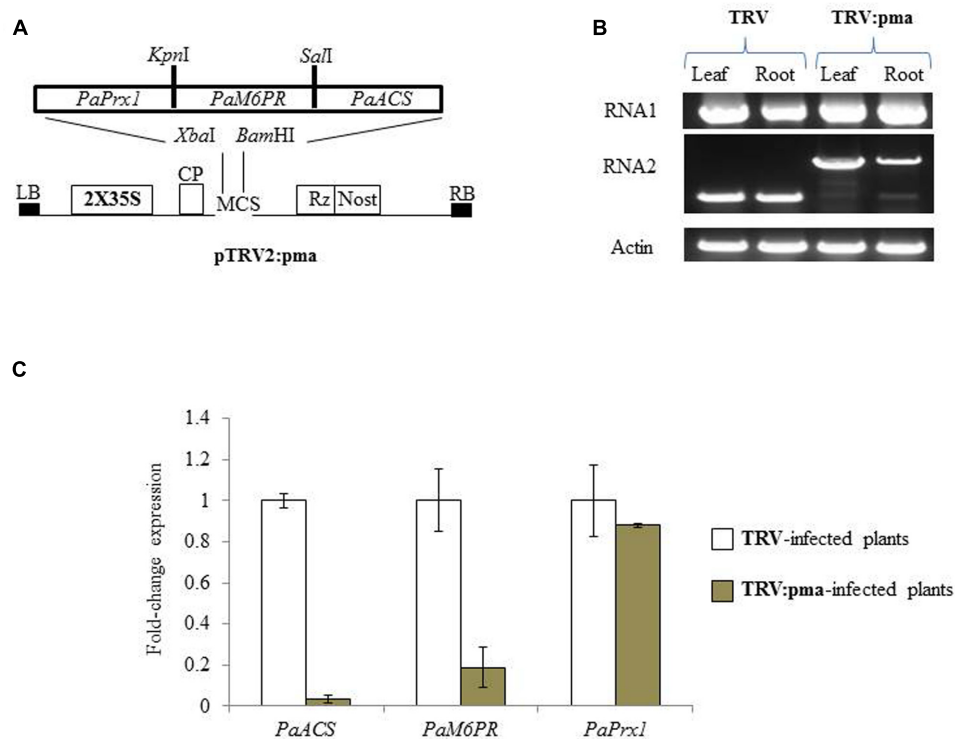 A
KpnI SalI
PaPrx1 PaM6PR PaACS
XbaI BamHI
LB 2X35S CP MCS Rz Nost RB
pTRV2:pma
B
TRV TRV:pma
Leaf Root Leaf Root
RNA1
RNA2
Actin
C
Fold-change expression
1.4
1.2
1
0.8
0.6
0.4
0.2
0
PaACS PaM6PR PaPrx1
TRV-infected plants
TRV:pma-infected plants